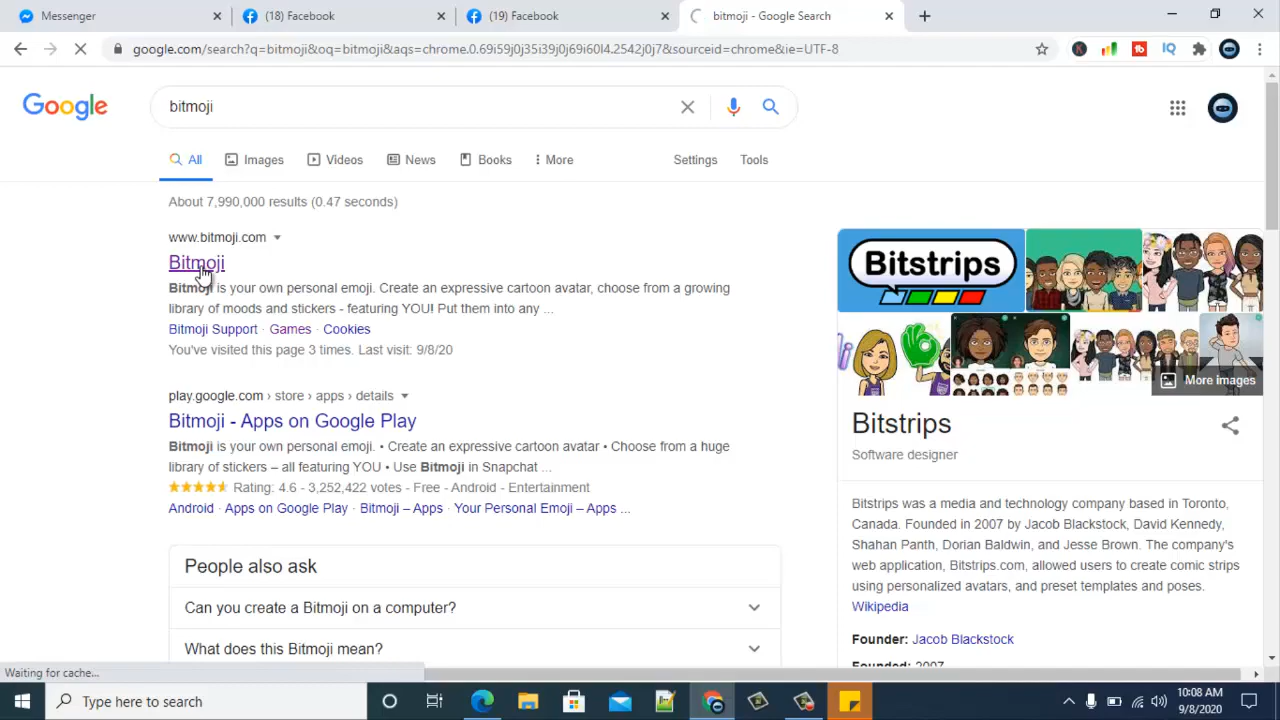 Messenger
(18) Facebook
(19) Facebook
bitmoji - Google Search
google.com/search?q=bitmoji&oq=bitmoji&aqs=chrome.0.69i59j0j35i39j0j69i60l4.2542j0j7&sourceid=chrome&ie=UTF-8
Google
bitmoji
All
Images
Videos
News
Books
More
Settings
Tools
About 7,990,000 results (0.47 seconds)
www.bitmoji.com
Bitmoji
Bitmoji is your own personal emoji. Create an expressive cartoon avatar, choose from a growing
library of moods and stickers - featuring YOU! Put them into any ...
Bitmoji Support · Games · Cookies
You've visited this page 3 times. Last visit: 9/8/20
play.google.com › store › apps › details
Bitmoji - Apps on Google Play
Bitmoji is your own personal emoji. • Create an expressive cartoon avatar • Choose from a huge
library of stickers – all featuring YOU • Use Bitmoji in Snapchat ...
Rating: 4.6 - 3,252,422 votes - Free - Android - Entertainment
Android · Apps on Google Play · Bitmoji – Apps · Your Personal Emoji – Apps ...
People also ask
Can you create a Bitmoji on a computer?
What does this Bitmoji mean?
Bitstrips
More images
Bitstrips
Software designer
Bitstrips was a media and technology company based in Toronto,
Canada. Founded in 2007 by Jacob Blackstock, David Kennedy,
Shahan Panth, Dorian Baldwin, and Jesse Brown. The company's
web application, Bitstrips.com, allowed users to create comic strips
using personalized avatars, and preset templates and poses.
Wikipedia
Founder: Jacob Blackstock
Founded: 2007
Waiting for cache...
Type here to search
10:08 AM
9/8/2020